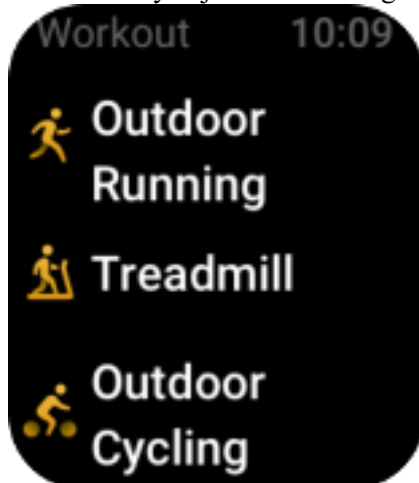 Workout 10:09
Outdoor
Running
Treadmill
Outdoor
Cycling